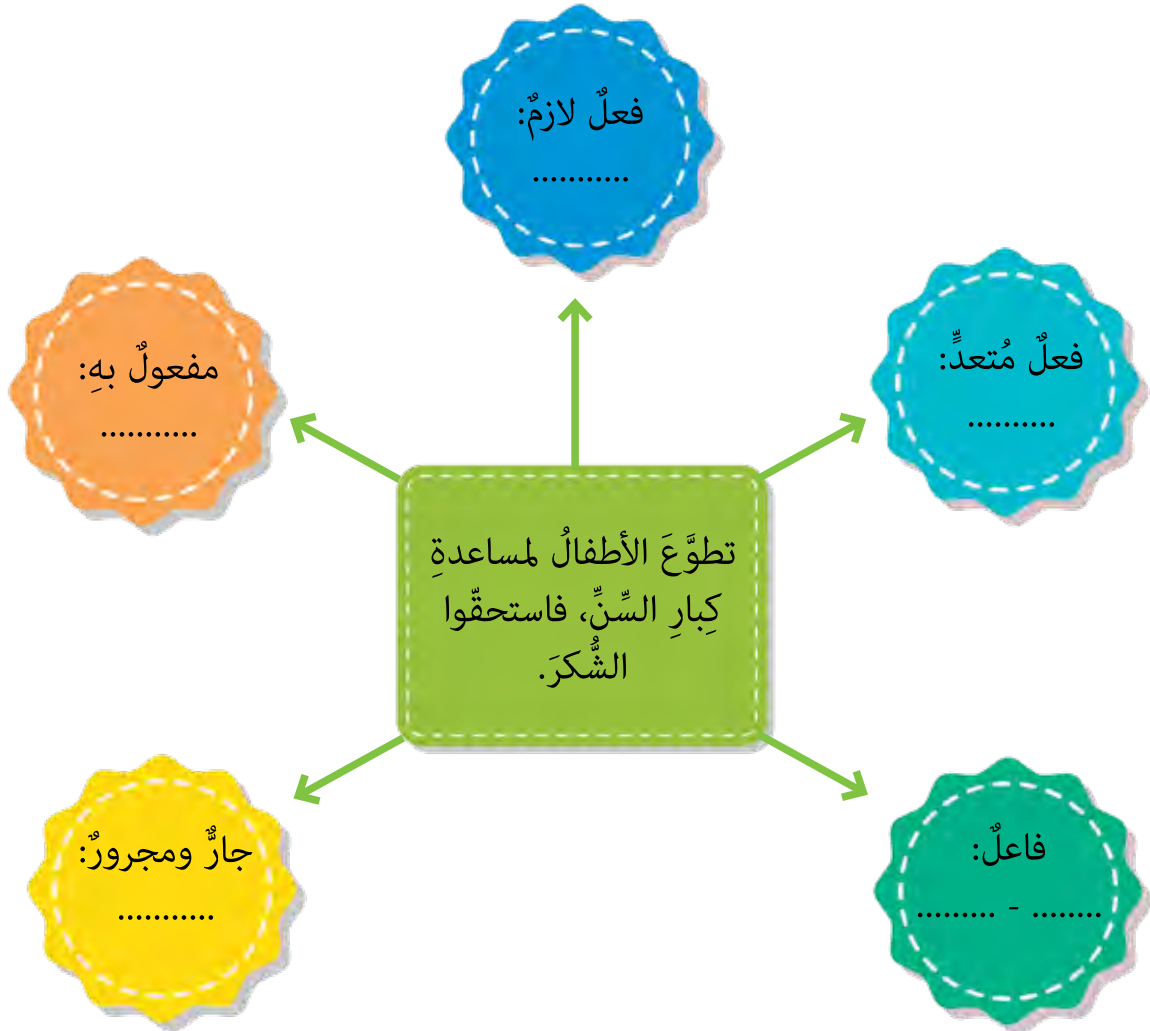 فعلٌ لازمٌ:
...........
فعلٌ مُتعدٍّ:
..........
مفعولٌ بهِ:
...........
تطوَّعَ الأطفالُ لمساعدةِ
كِبارِ السِّنِّ، فاستحقّوا
الشُّكرَ.
فاعلٌ:
........ - .........
جارٌّ ومجرورٌ:
...........